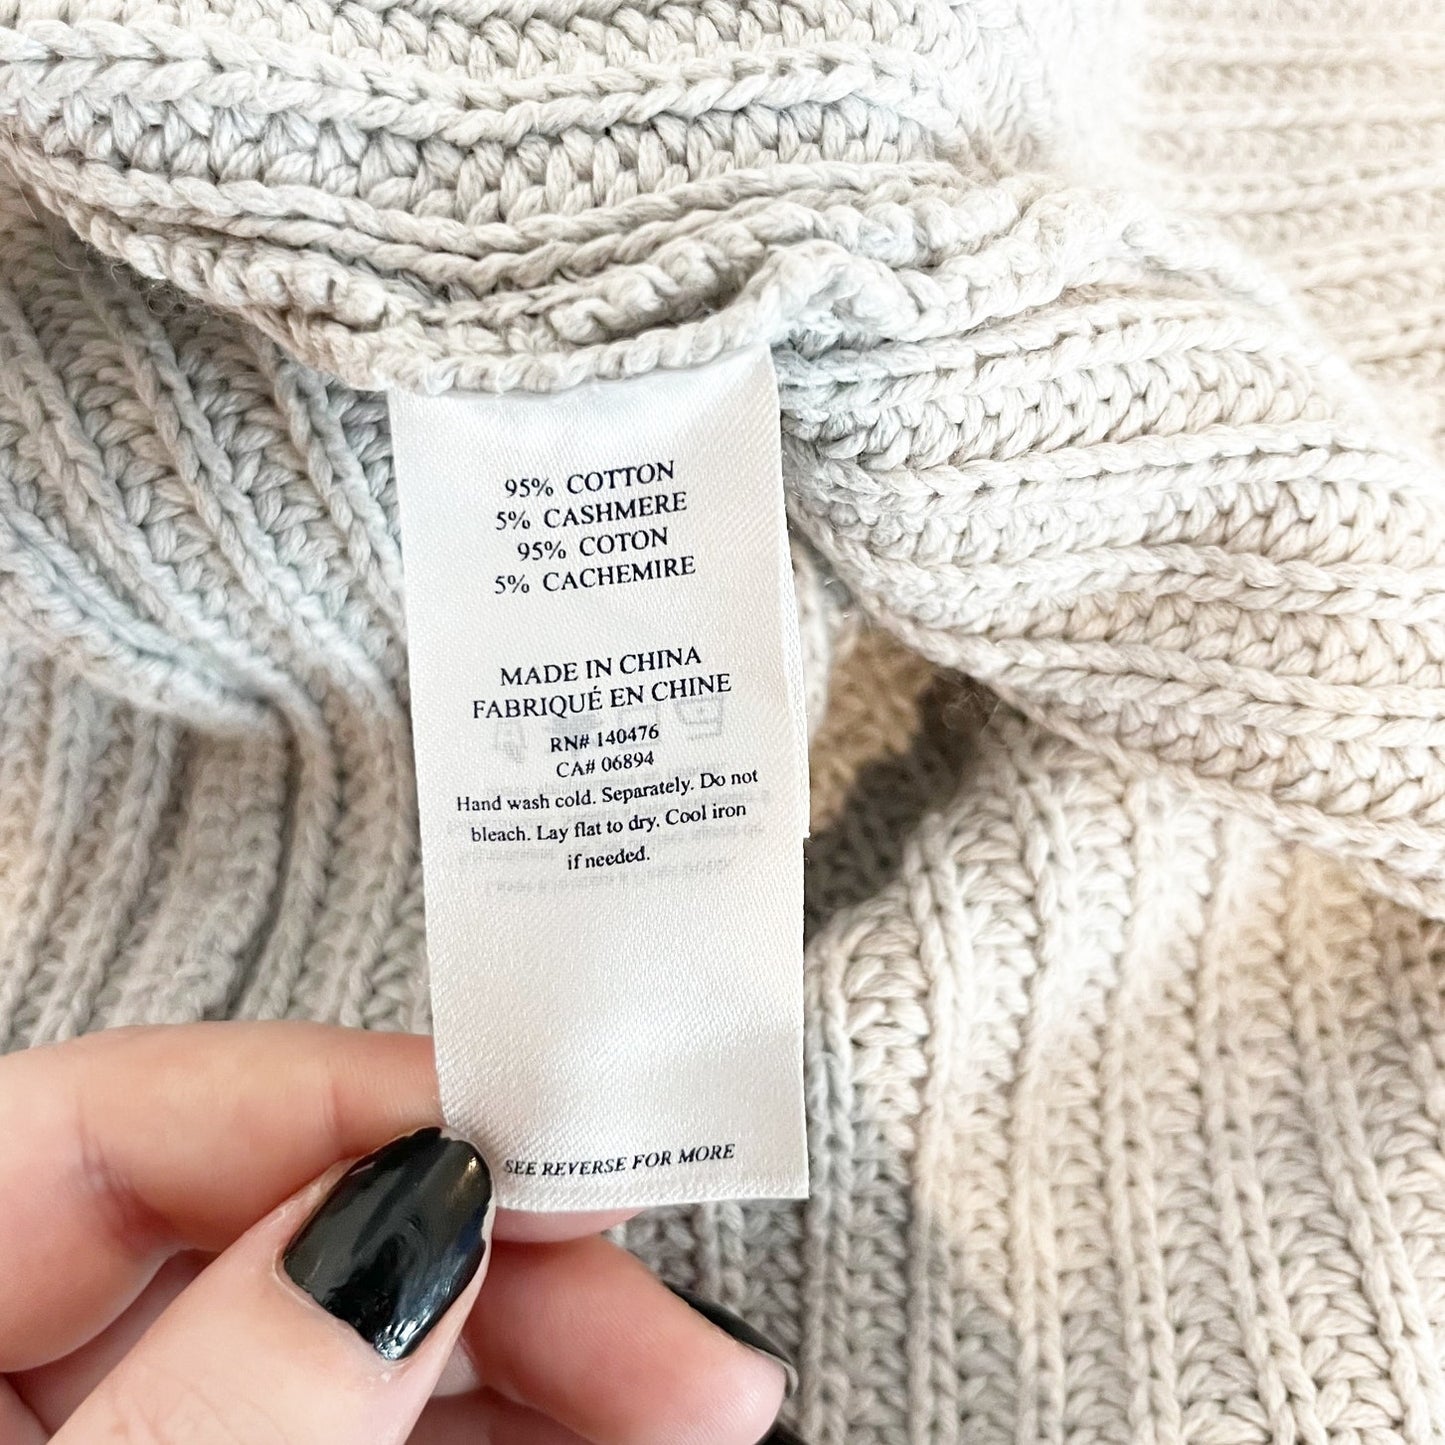 95% COTTON
5% CASHMERE
95% COTON
5% CACHEMIRE
MADE IN CHINA
FABRIQUÉ EN CHINE
RN# 140476
CA# 06894
Hand wash cold. Separately. Do not
bleach. Lay flat to dry. Cool iron
if needed.
SEE REVERSE FOR MORE